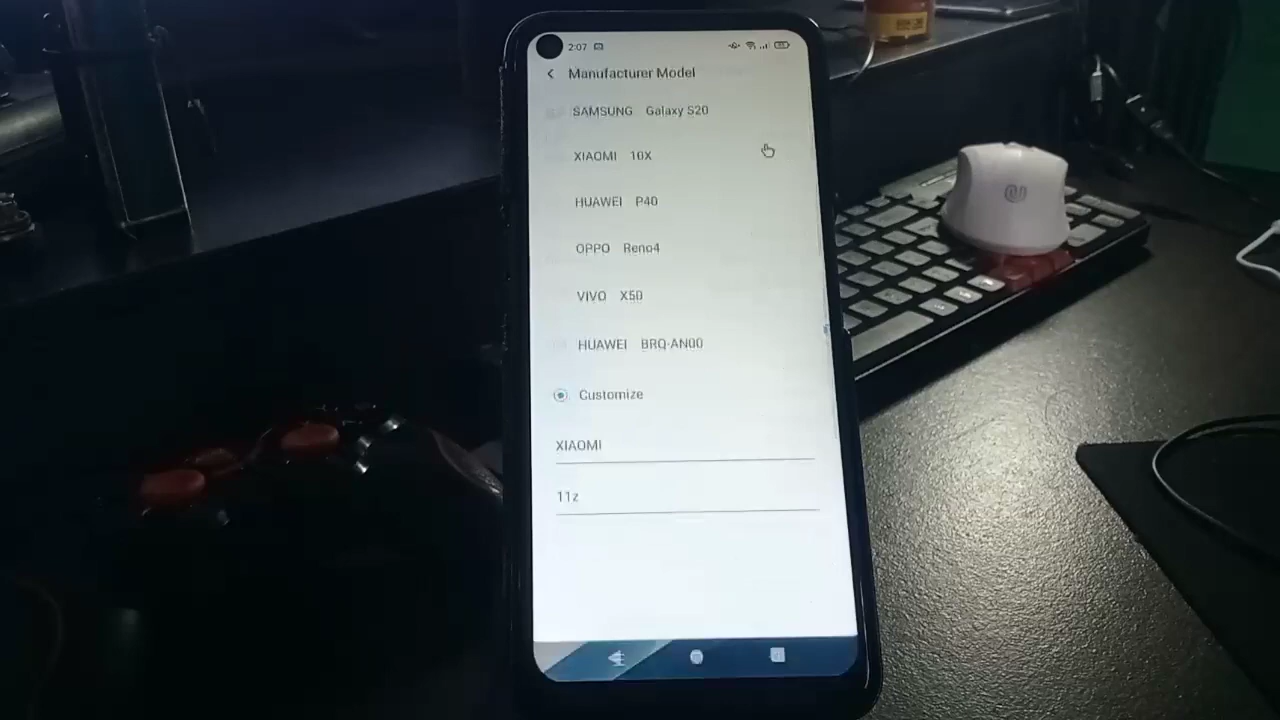 2:07
Manufacturer Model
SAMSUNG Galaxy S20
XIAOMI 10X
HUAWEI P40
OPPO Reno4
VIVO X50
HUAWEI BRQ-AN00
Customize
XIAOMI
11z